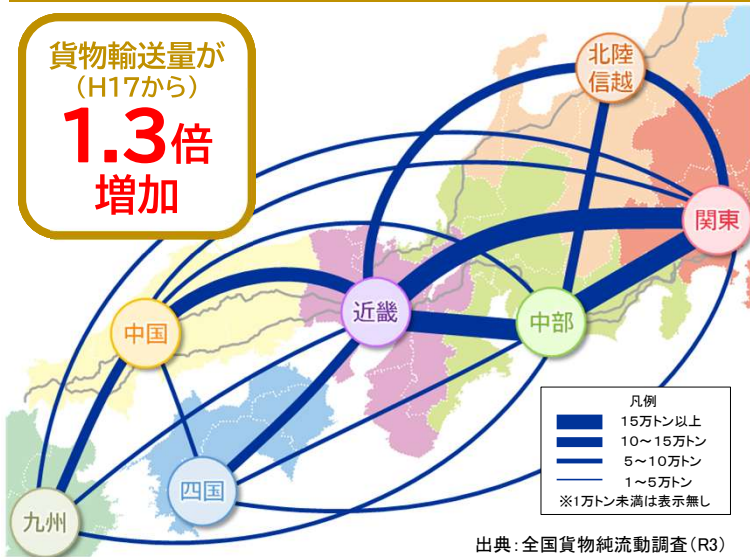 貨物輸送量が
（H17から）
1.3倍
増加
北陸
信越
関東
近畿
中部
中国
四国
九州
凡例
15万トン以上
10～15万トン
5～10万トン
1～5万トン
※1万トン未満は表示無し
出典：全国貨物純流動調査（R3）